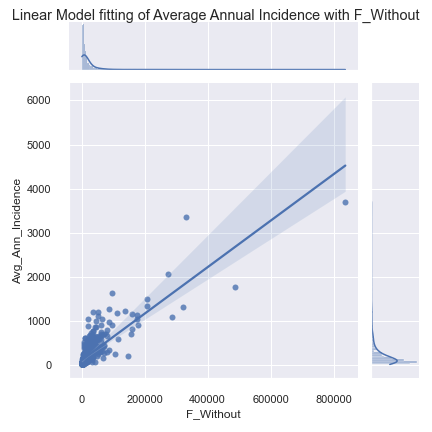 Linear Model fitting of Average Annual Incidence with F_Without
6000
5000
4000
3000
2000
1000
0
Avg_Ann_Incidence
0 200000 400000 600000 800000
F_Without